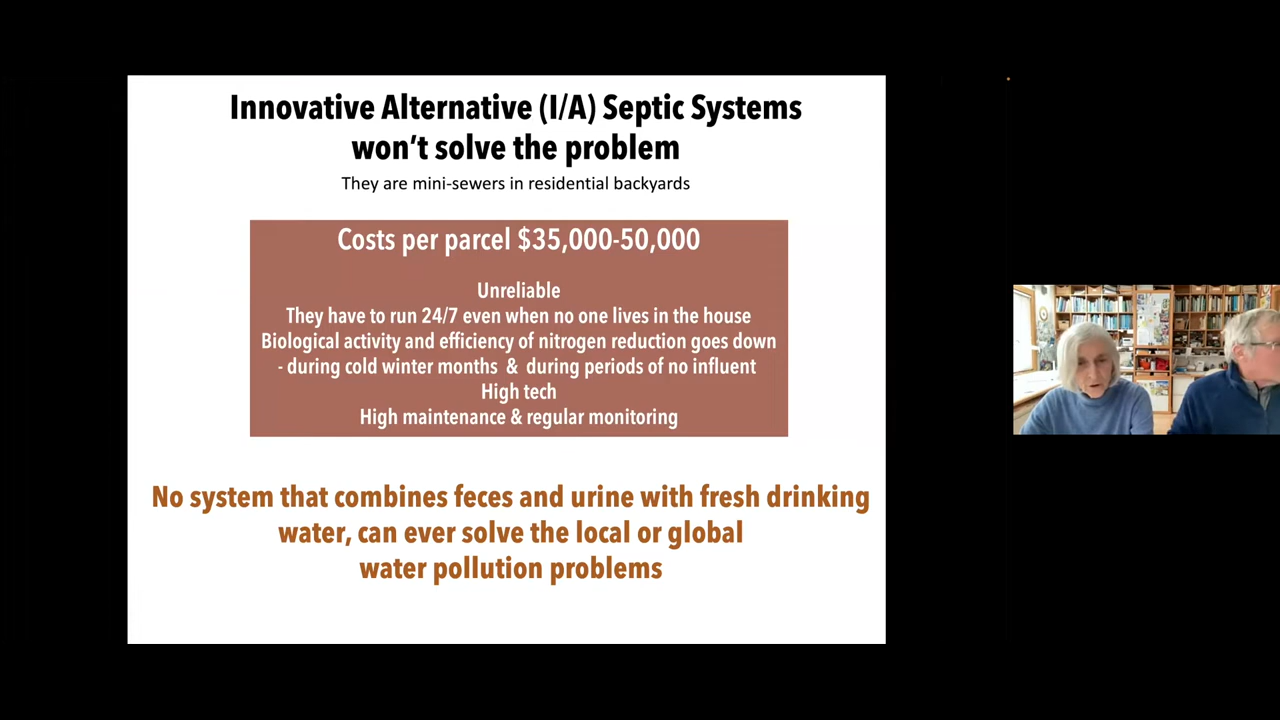 Innovative Alternative (I/A) Septic Systems
won't solve the problem
They are mini-sewers in residential backyards
Costs per parcel $35,000-50,000
Unreliable
They have to run 24/7 even when no one lives in the house
Biological activity and efficiency of nitrogen reduction goes down
- during cold winter months & during periods of no influent
High tech
High maintenance & regular monitoring
No system that combines feces and urine with fresh drinking
water, can ever solve the local or global
water pollution problems